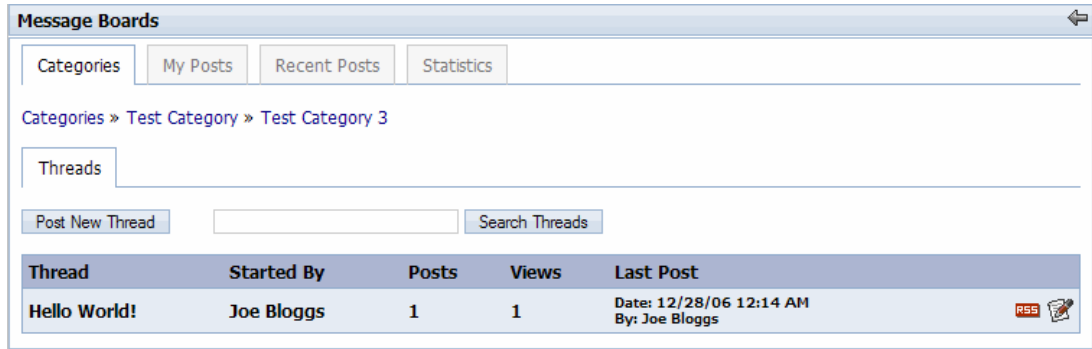 Message Boards
Categories My Posts Recent Posts Statistics
Categories » Test Category » Test Category 3
Threads
Post New Thread Search Threads
Thread Started By Posts Views Last Post
Hello World! Joe Bloggs 1 1 Date: 12/28/06 12:14 AM
By: Joe Bloggs
RSS